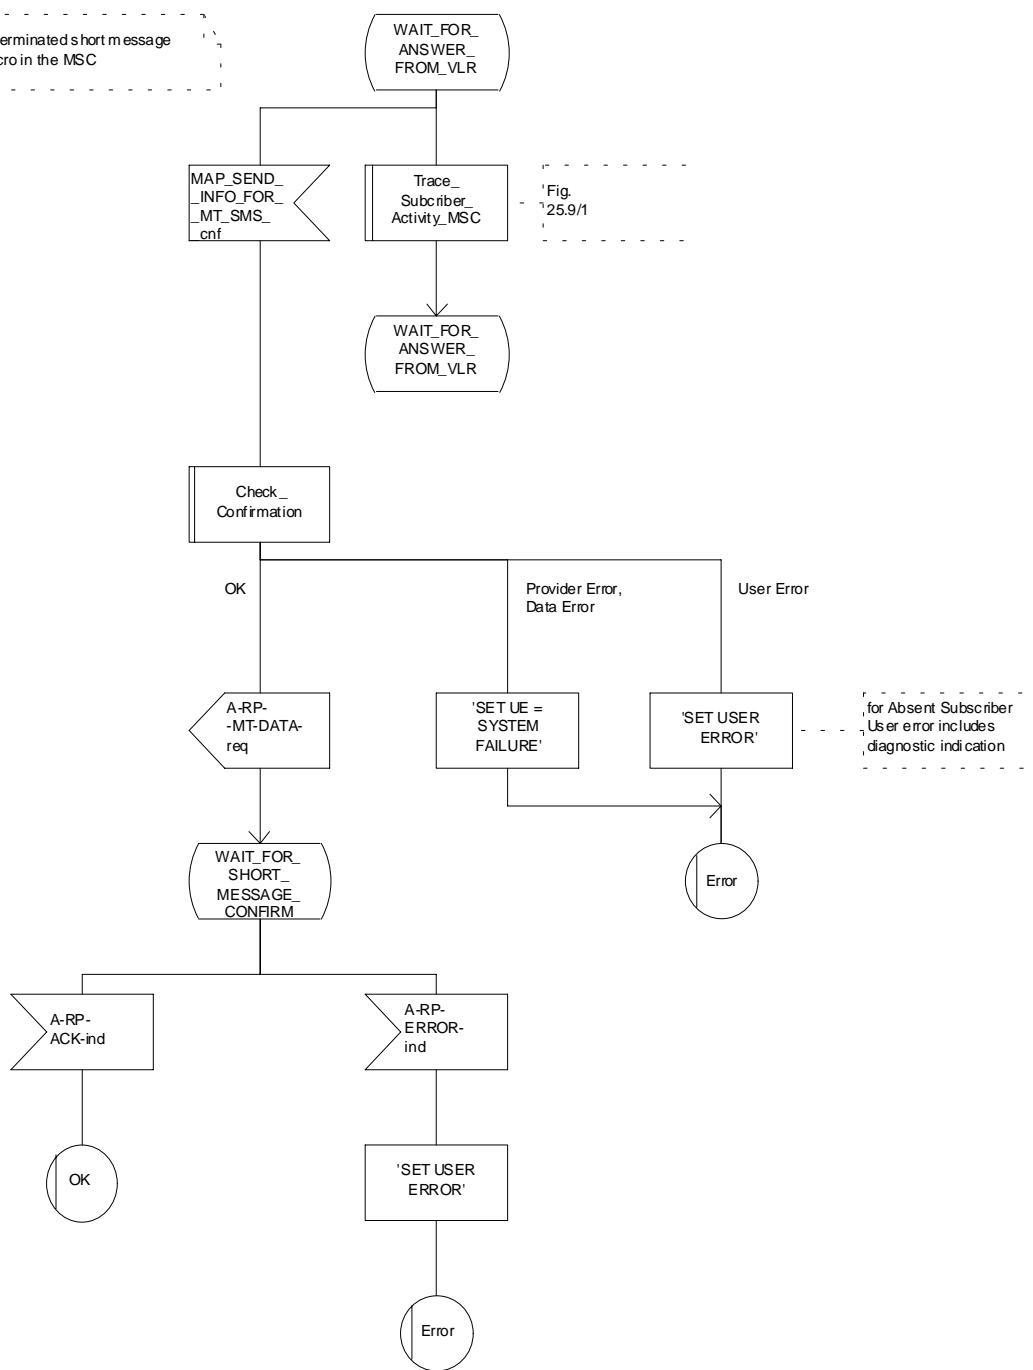 short message
in the MSC
WAIT_FOR_
ANSWER_
FROM_VLR
MAP_SEND_
_INFO_FOR_
_MT_SMS_
cnf
Trace_
Subcriber_
Activity_MSC
Fig.
25.9/1
WAIT_FOR_
ANSWER_
FROM_VLR
Check_
Confirmation
OK
Provider Error,
Data Error
User Error
A-RP-
-MT-DATA-
req
'SET UE =
SYSTEM
FAILURE'
'SET USER
ERROR'
for Absent Subscriber
User error includes
diagnostic indication
WAIT_FOR_
SHORT_
MESSAGE_
CONFIRM
Error
A-RP-
ACK-ind
A-RP-
ERROR-
ind
OK
'SET USER
ERROR'
Error